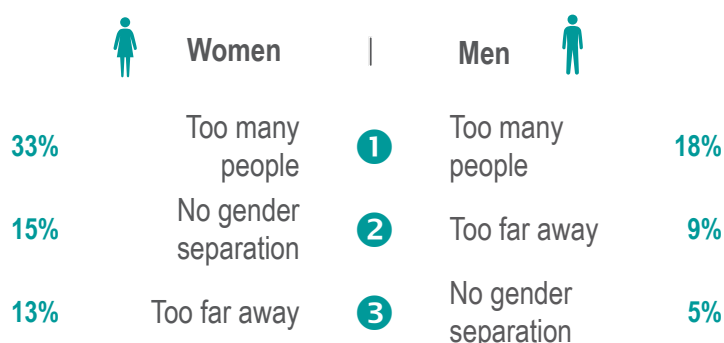 Women | Men
33% Too many people 1 Too many people 18%
15% No gender separation 2 Too far away 9%
13% Too far away 3 No gender separation 5%